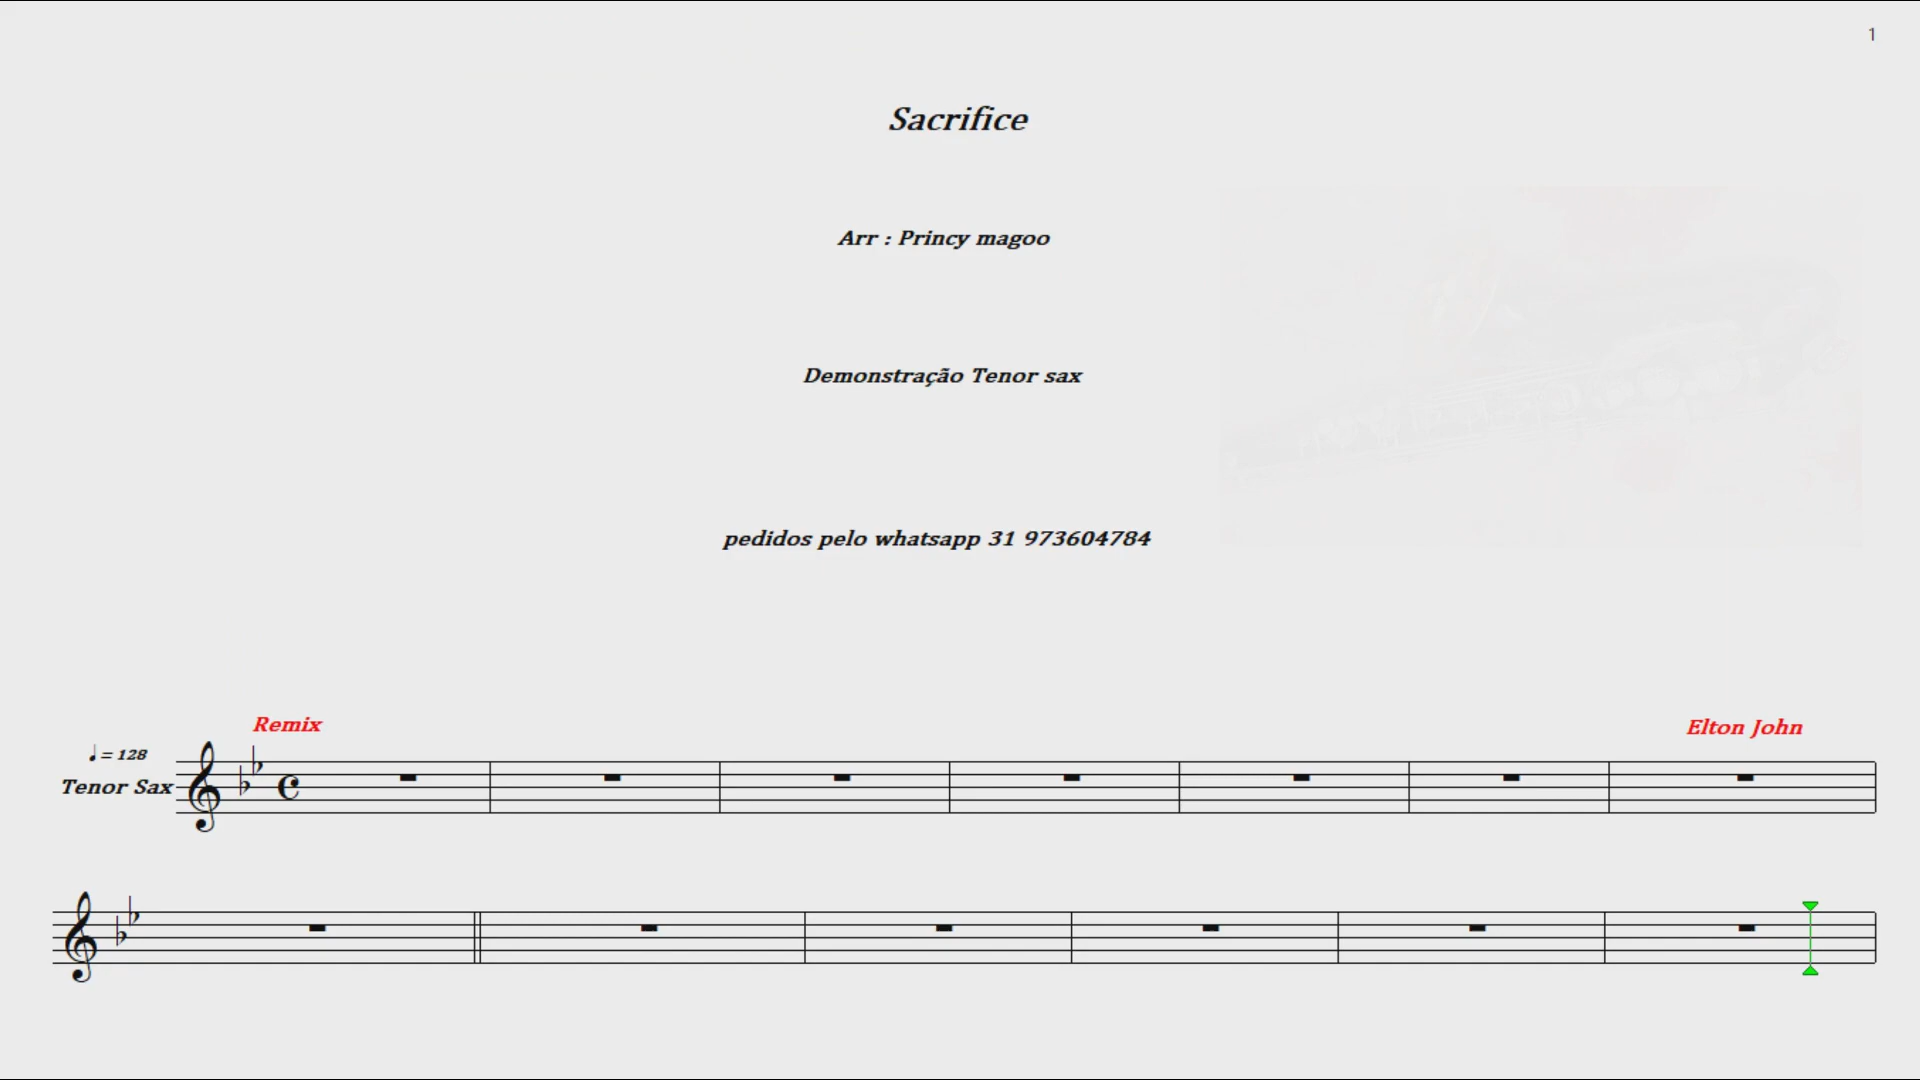 1
Sacrifice
Arr : Princy magoo
Demonstração Tenor sax
pedidos pelo whatsapp 31 973604784
Remix
Elton John
♩ = 128
Tenor Sax